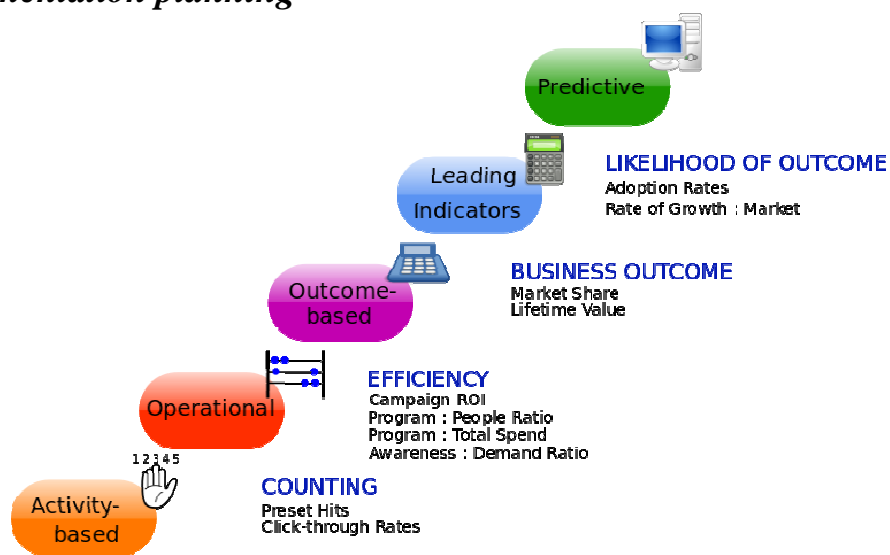 mentation planning
Predictive
LIKELIHOOD OF OUTCOME
Adoption Rates
Rate of Growth : Market
Leading
Indicators
BUSINESS OUTCOME
Market Share
Lifetime Value
Outcome-
based
EFFICIENCY
Campaign ROI
Program : People Ratio
Program : Total Spend
Awareness : Demand Ratio
Operational
1 2 3 4 5
COUNTING
Preset Hits
Click-through Rates
Activity-
based